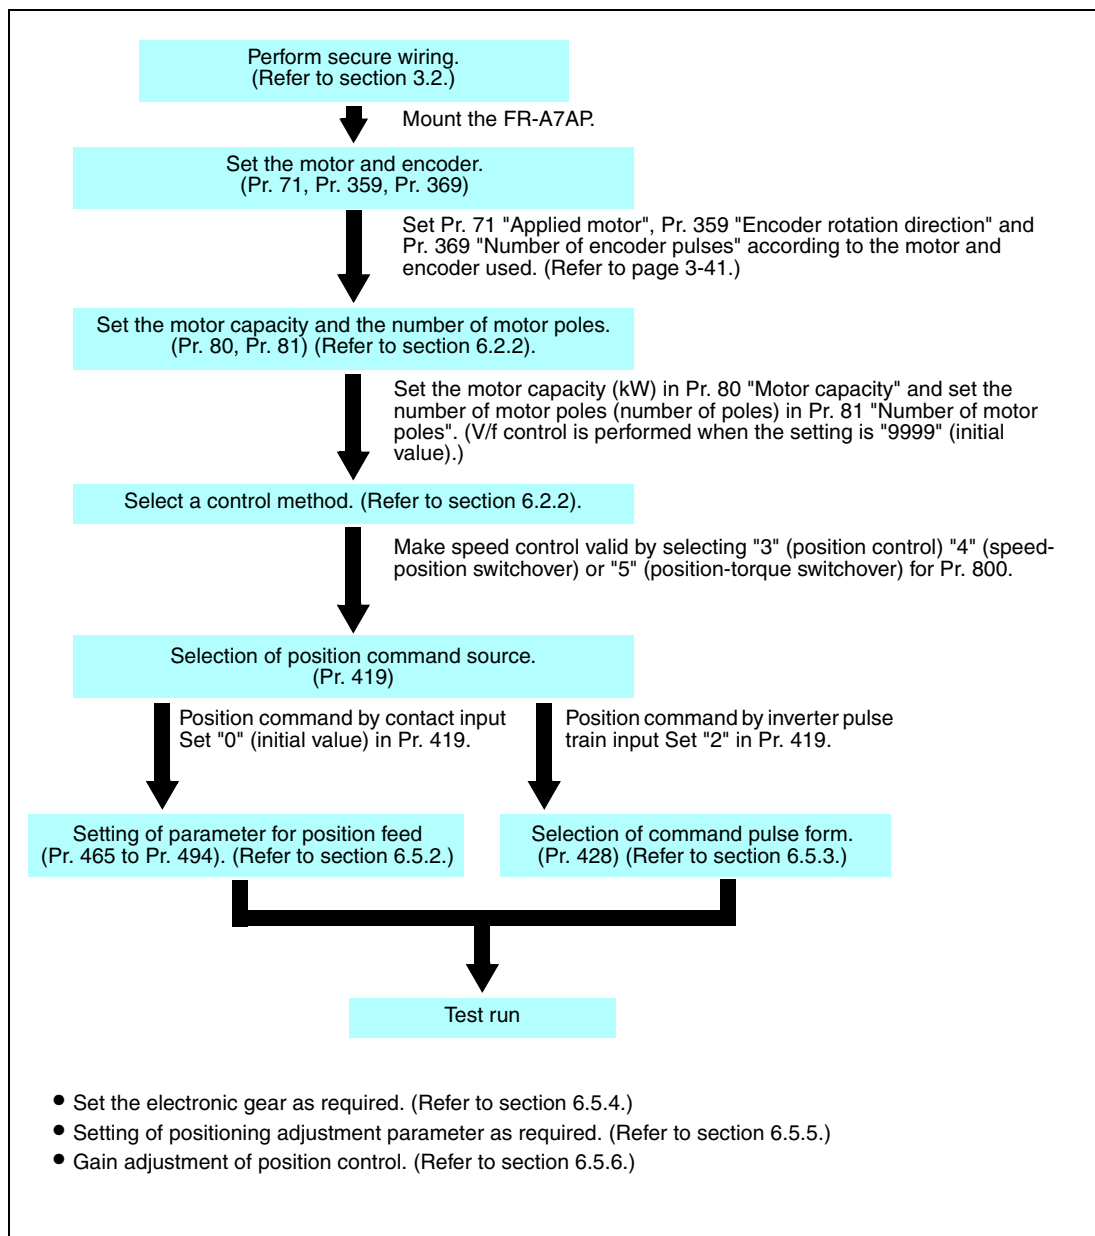 Perform secure wiring.
(Refer to section 3.2.)
Mount the FR-A7AP.
Set the motor and encoder.
(Pr. 71, Pr. 359, Pr. 369)
Set Pr. 71 "Applied motor", Pr. 359 "Encoder rotation direction" and
Pr. 369 "Number of encoder pulses" according to the motor and
encoder used. (Refer to page 3-41.)
Set the motor capacity and the number of motor poles.
(Pr. 80, Pr. 81) (Refer to section 6.2.2).
Set the motor capacity (kW) in Pr. 80 "Motor capacity" and set the
number of motor poles (number of poles) in Pr. 81 "Number of motor
poles". (V/f control is performed when the setting is "9999" (initial
value).)
Select a control method. (Refer to section 6.2.2).
Make speed control valid by selecting "3" (position control) "4" (speed-
position switchover) or "5" (position-torque switchover) for Pr. 800.
Selection of position command source.
(Pr. 419)
Position command by contact input
Set "0" (initial value) in Pr. 419.
Position command by inverter pulse
train input Set "2" in Pr. 419.
Setting of parameter for position feed
(Pr. 465 to Pr. 494). (Refer to section 6.5.2.)
Selection of command pulse form.
(Pr. 428) (Refer to section 6.5.3.)
Test run
● Set the electronic gear as required. (Refer to section 6.5.4.)
● Setting of positioning adjustment parameter as required. (Refer to section 6.5.5.)
● Gain adjustment of position control. (Refer to section 6.5.6.)